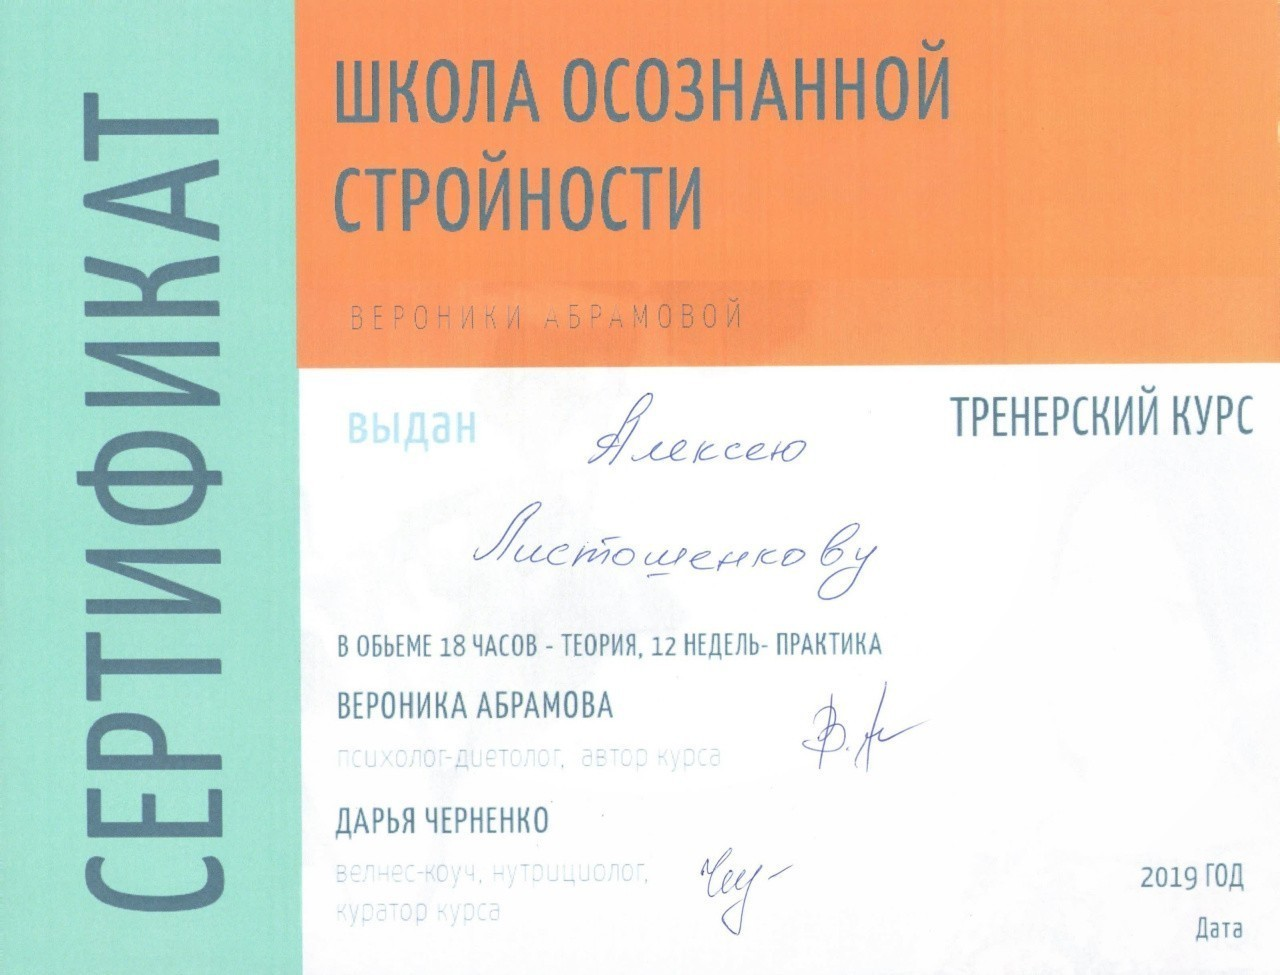 СЕРТИФИКАТ
ШКОЛА ОСОЗНАННОЙ
СТРОЙНОСТИ
ВЕРОНИКИ АБРАМОВОЙ
выдан Алексею
ТРЕНЕРСКИЙ КУРС
Листошенкову
В ОБЬЕМЕ 18 ЧАСОВ - ТЕОРИЯ, 12 НЕДЕЛЬ- ПРАКТИКА
ВЕРОНИКА АБРАМОВА
психолог-диетолог, автор курса
ДАРЬЯ ЧЕРНЕНКО
велнес-коуч, нутрициолог,
куратор курса
2019 ГОД
Дата